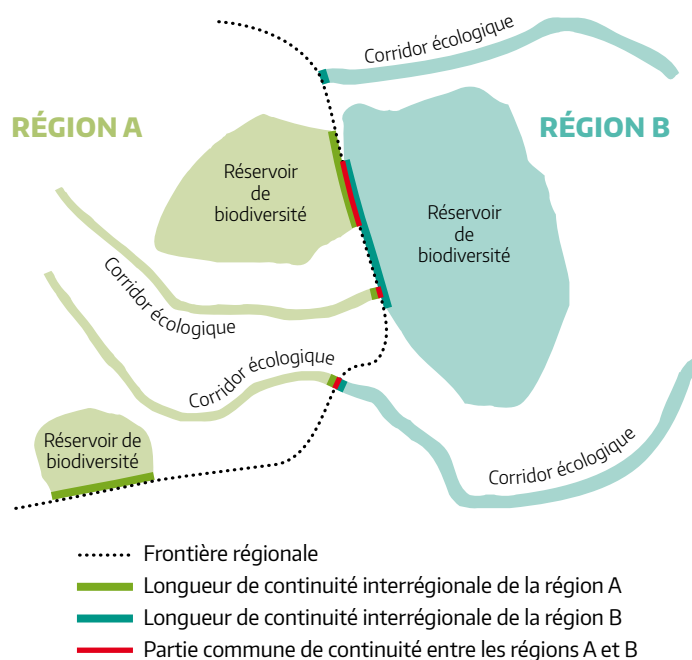 Corridor écologique
RÉGION A
RÉGION B
Réservoir
de
biodiversité
Réservoir
de
biodiversité
Corridor écologique
Corridor écologique
Réservoir de
biodiversité
Corridor écologique
Frontière régionale
Longueur de continuité interrégionale de la région A
Longueur de continuité interrégionale de la région B
Partie commune de continuité entre les régions A et B